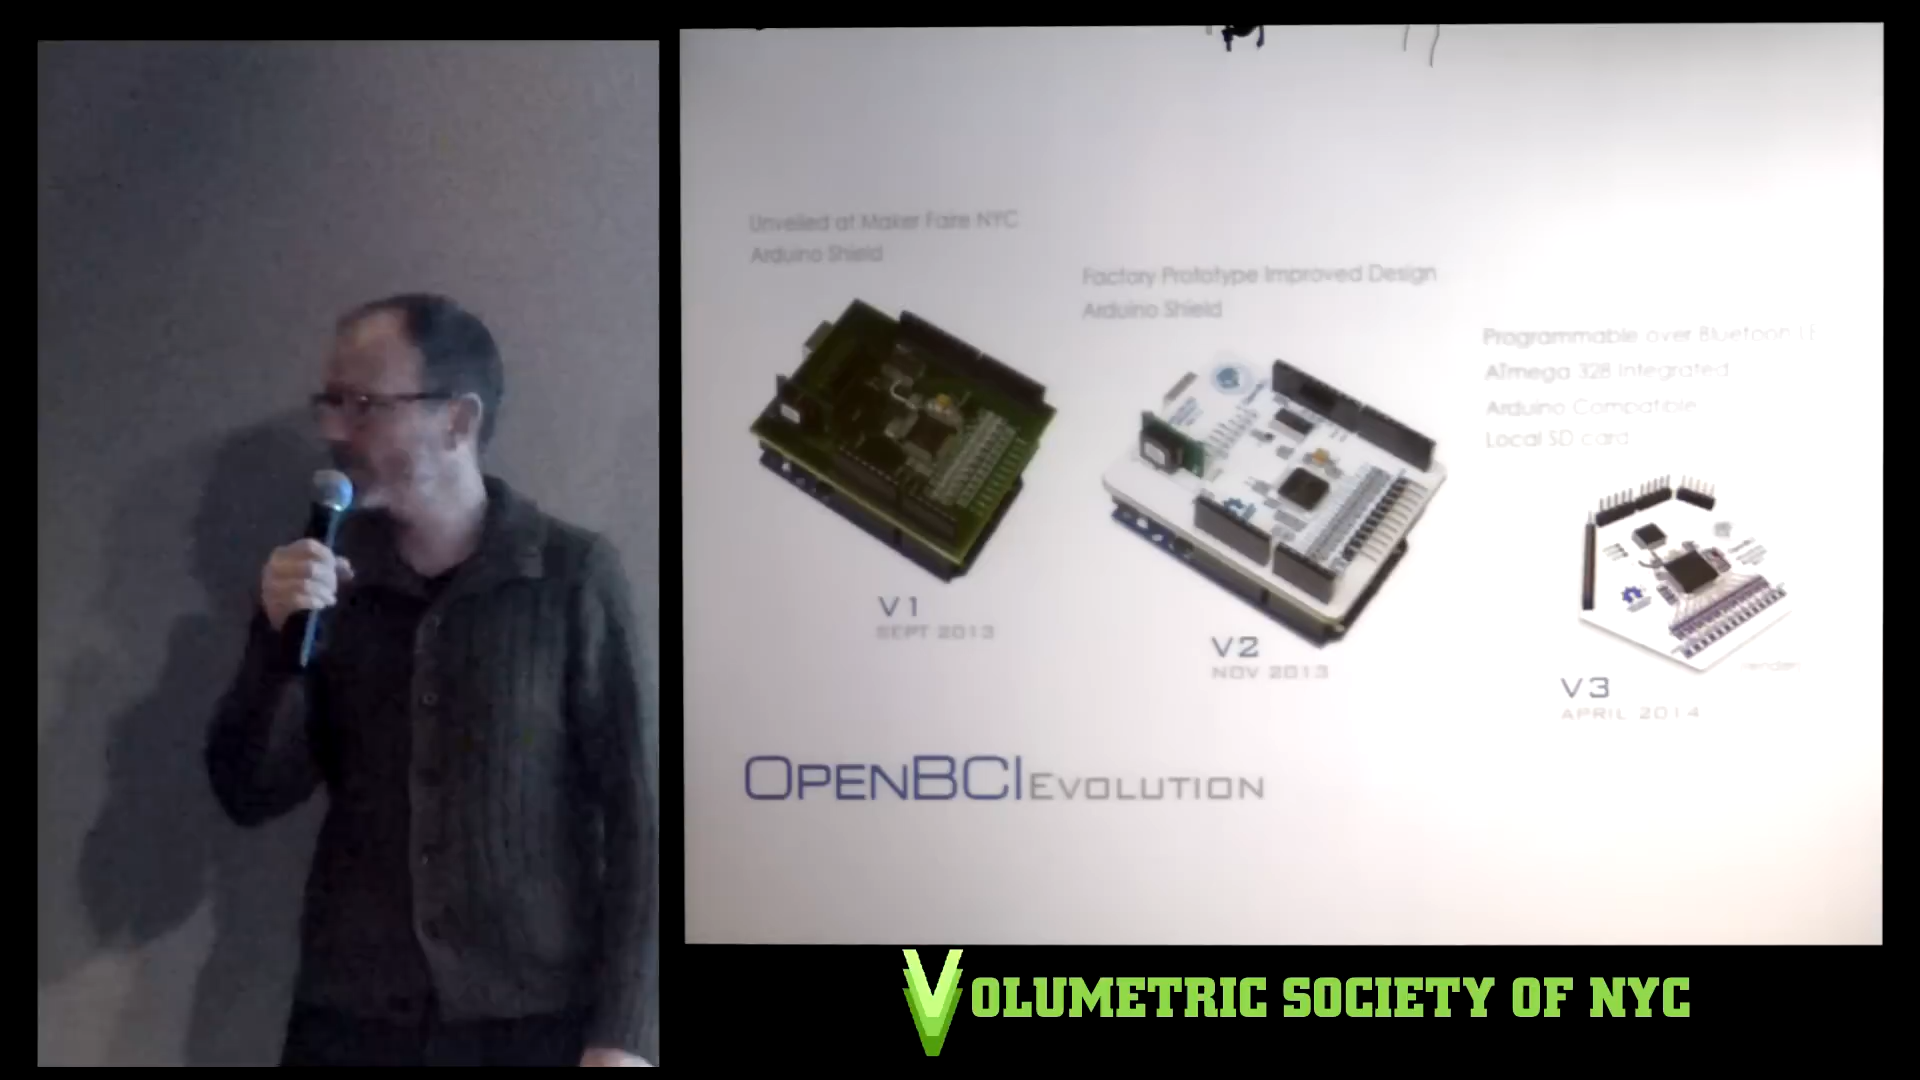 Unveiled at Maker Faire NYC
Arduino Shield
Factory Prototype Improved Design
Arduino Shield
Programmable over Bluetooth LE
ATmega 328 Integrated
Arduino Compatible
Local SD card
V1
SEPT 2013
V2
NOV 2013
render
V3
APRIL 2014
OPENBCI EVOLUTION
VOLUMETRIC SOCIETY OF NYC